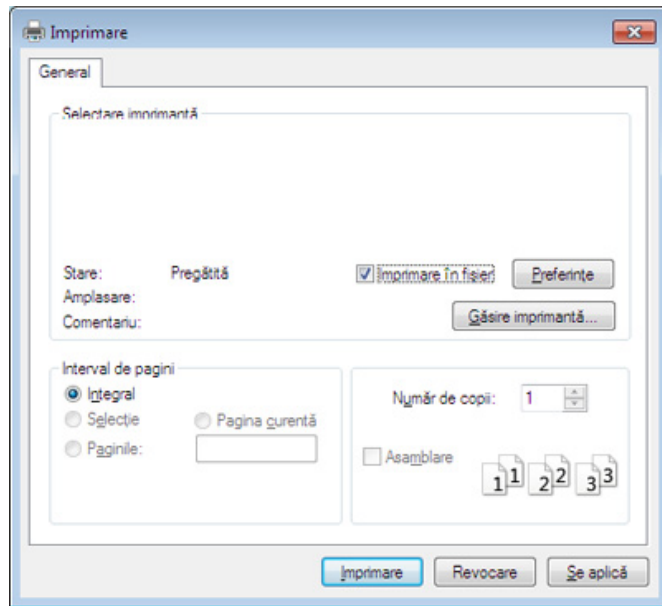 Imprimare
General
Selectare imprimantă
Stare: Pregătită
Imprimare în fișier Preferințe
Amplasare:
Comentariu:
Găsire imprimantă...
Interval de pagini
Integral
Selecție Pagina curentă
Paginile:
Număr de copii: 1
Asamblare
1 1 2 2 3 3
Imprimare Revocare Se aplică